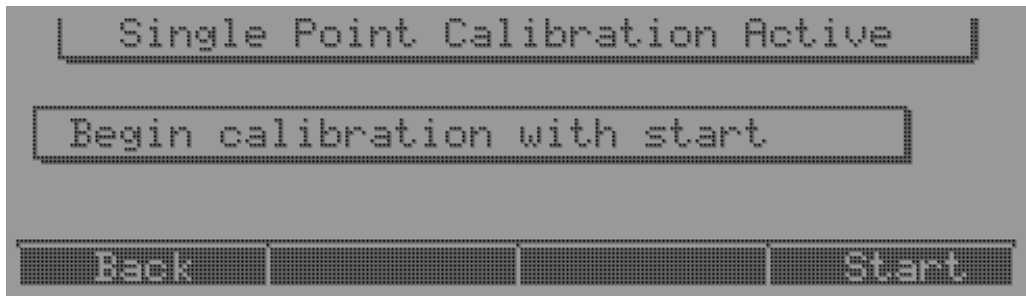 Single Point Calibration Active
Begin calibration with start
Back Start